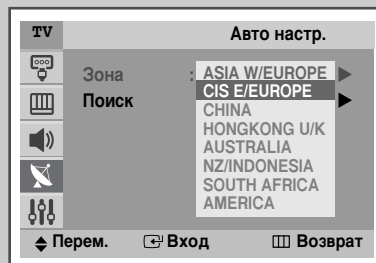 TV Авто настр.
Зона : ASIA W/EUROPE
Поиск CIS E/EUROPE
CHINA
HONGKONG U/K
AUSTRALIA
NZ/INDONESIA
SOUTH AFRICA
AMERICA
Перем. Вход Возврат